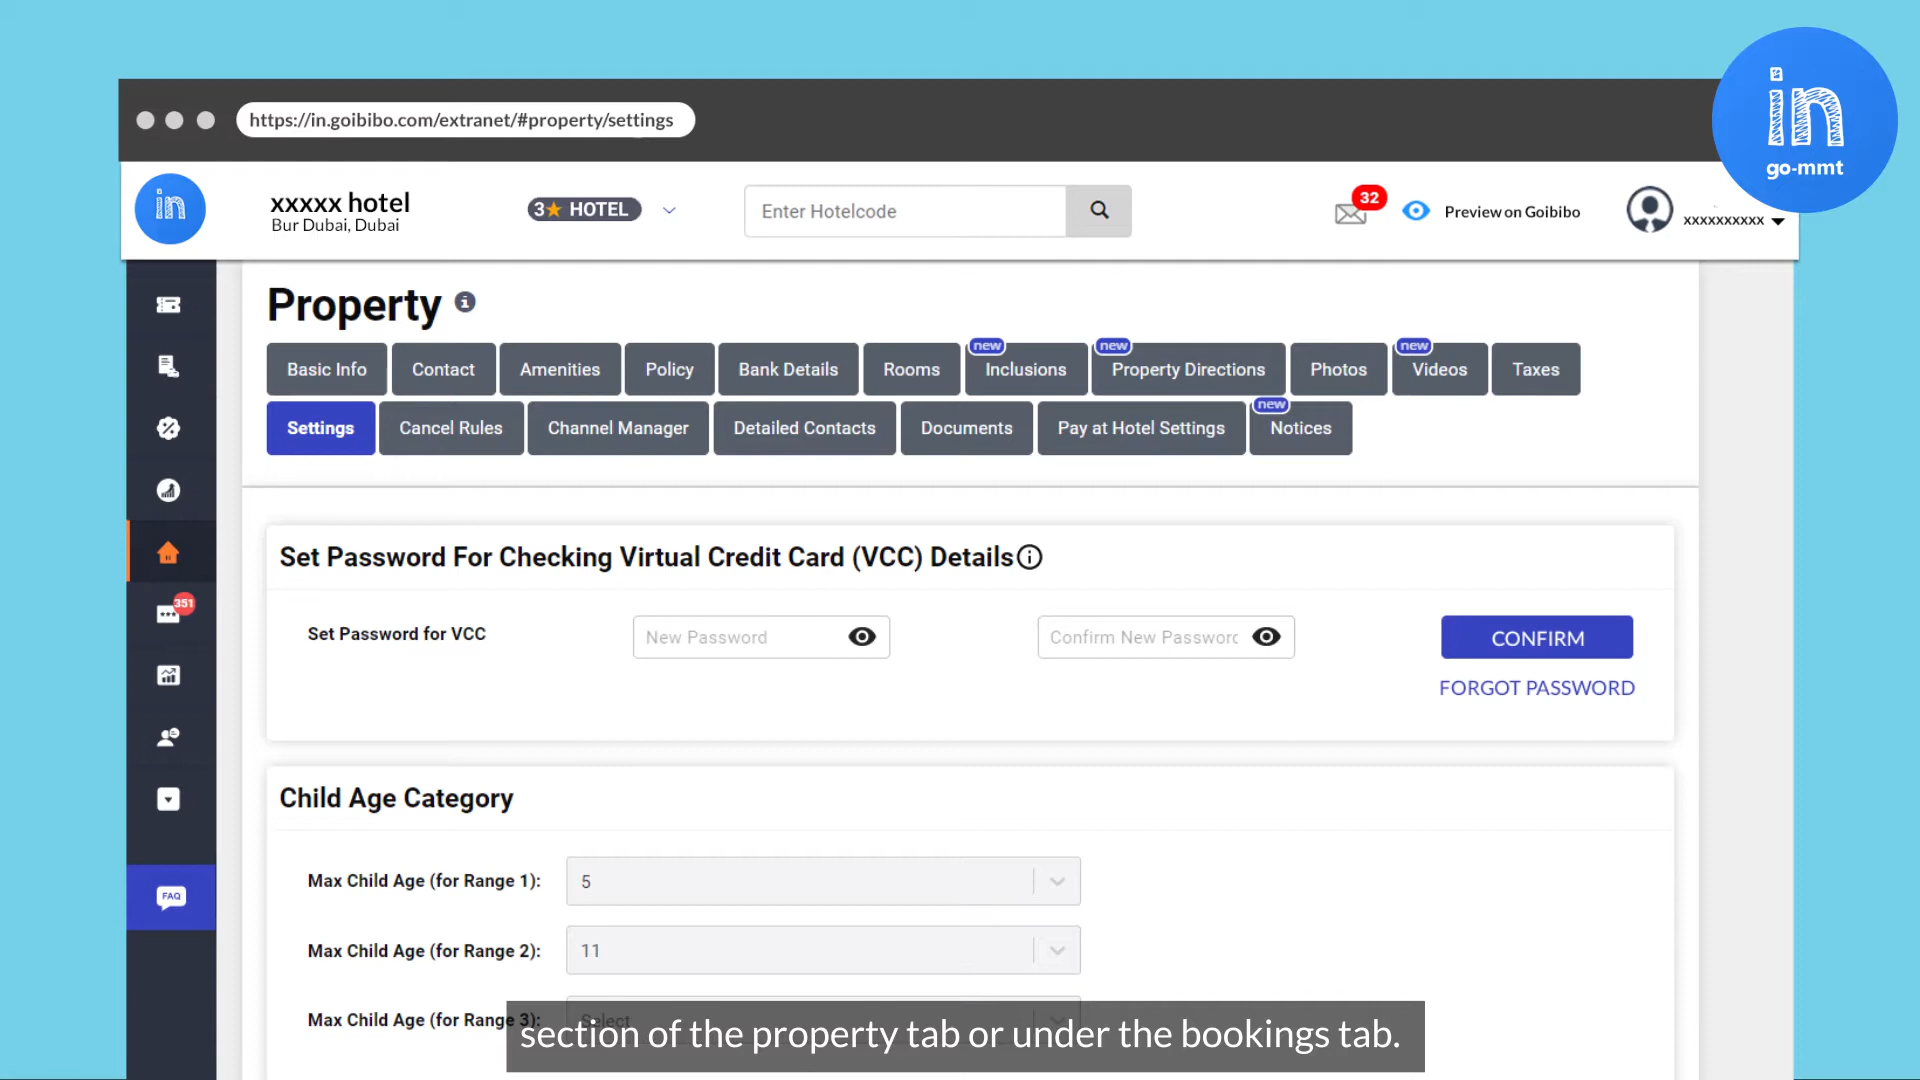 https://in.goibibo.com/extranet/#property/settings
in
go-mmt
in
xxxxx hotel
Bur Dubai, Dubai
3★ HOTEL
Enter Hotelcode
32
Preview on Goibibo
xxxxxxxxxx
Property
Basic Info
Contact
Amenities
Policy
Bank Details
Rooms
new
Inclusions
new
Property Directions
Photos
new
Videos
Taxes
Settings
Cancel Rules
Channel Manager
Detailed Contacts
Documents
Pay at Hotel Settings
new
Notices
Set Password For Checking Virtual Credit Card (VCC) Details
Set Password for VCC
New Password
Confirm New Passworc
CONFIRM
FORGOT PASSWORD
351
FAQ
Child Age Category
Max Child Age (for Range 1):
5
Max Child Age (for Range 2):
11
Max Child Age (for Range 3):
Select
section of the property tab or under the bookings tab.